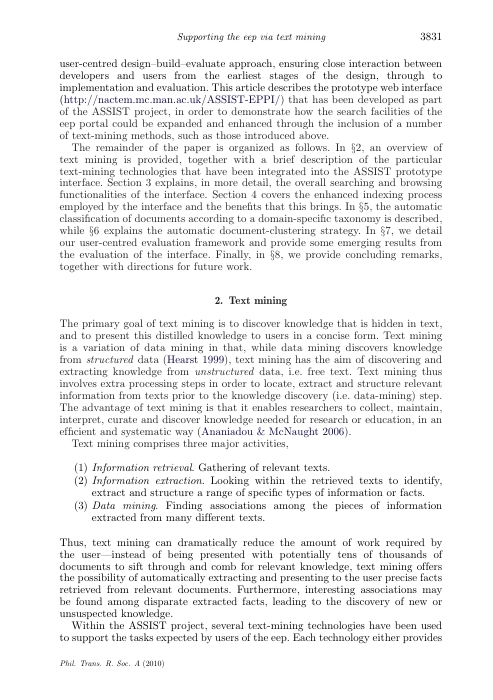 Supporting the eep via text mining 3831
user-centred design–build–evaluate approach, ensuring close interaction between
developers and users from the earliest stages of the design, through to
implementation and evaluation. This article describes the prototype web interface
(http://nactem.mc.man.ac.uk/ASSIST-EPPI/) that has been developed as part
of the ASSIST project, in order to demonstrate how the search facilities of the
eep portal could be expanded and enhanced through the inclusion of a number
of text-mining methods, such as those introduced above.
The remainder of the paper is organized as follows. In §2, an overview of
text mining is provided, together with a brief description of the particular
text-mining technologies that have been integrated into the ASSIST prototype
interface. Section 3 explains, in more detail, the overall searching and browsing
functionalities of the interface. Section 4 covers the enhanced indexing process
employed by the interface and the benefits that this brings. In §5, the automatic
classification of documents according to a domain-specific taxonomy is described,
while §6 explains the automatic document-clustering strategy. In §7, we detail
our user-centred evaluation framework and provide some emerging results from
the evaluation of the interface. Finally, in §8, we provide concluding remarks,
together with directions for future work.
2. Text mining
The primary goal of text mining is to discover knowledge that is hidden in text,
and to present this distilled knowledge to users in a concise form. Text mining
is a variation of data mining in that, while data mining discovers knowledge
from structured data (Hearst 1999), text mining has the aim of discovering and
extracting knowledge from unstructured data, i.e. free text. Text mining thus
involves extra processing steps in order to locate, extract and structure relevant
information from texts prior to the knowledge discovery (i.e. data-mining) step.
The advantage of text mining is that it enables researchers to collect, maintain,
interpret, curate and discover knowledge needed for research or education, in an
efficient and systematic way (Ananiadou & McNaught 2006).
Text mining comprises three major activities,
(1) Information retrieval. Gathering of relevant texts.
(2) Information extraction. Looking within the retrieved texts to identify,
extract and structure a range of specific types of information or facts.
(3) Data mining. Finding associations among the pieces of information
extracted from many different texts.
Thus, text mining can dramatically reduce the amount of work required by
the user—instead of being presented with potentially tens of thousands of
documents to sift through and comb for relevant knowledge, text mining offers
the possibility of automatically extracting and presenting to the user precise facts
retrieved from relevant documents. Furthermore, interesting associations may
be found among disparate extracted facts, leading to the discovery of new or
unsuspected knowledge.
Within the ASSIST project, several text-mining technologies have been used
to support the tasks expected by users of the eep. Each technology either provides
Phil. Trans. R. Soc. A (2010)